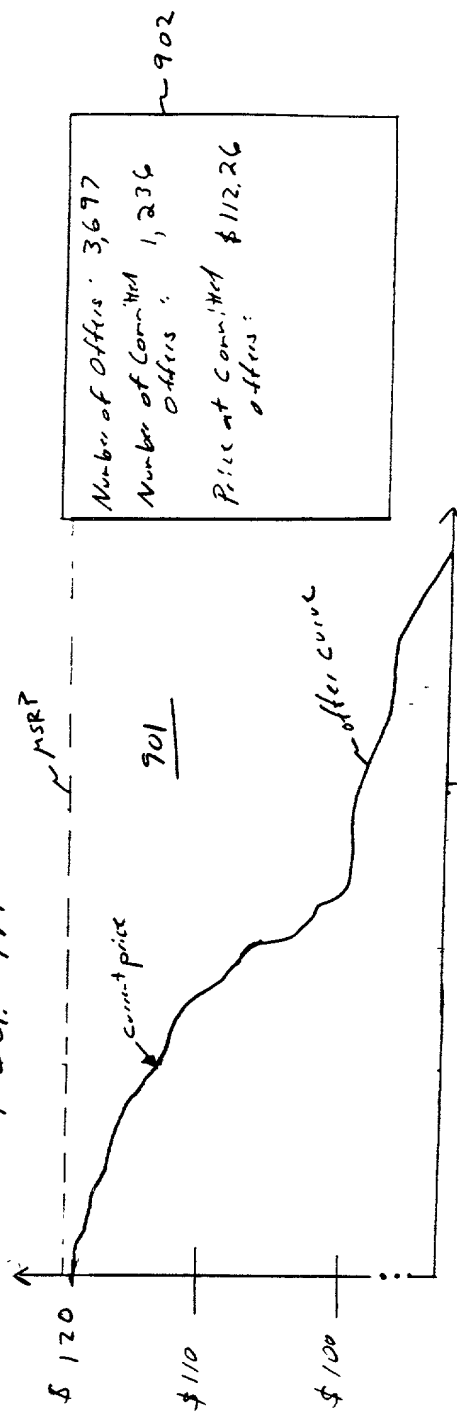 MSRP
$ 120
$ 110
$ 100
current price
901
offer curve
Number of Offers: 3,697
Number of Committed 1,236
Offers:
Price at Committed $112.26
offers:
902